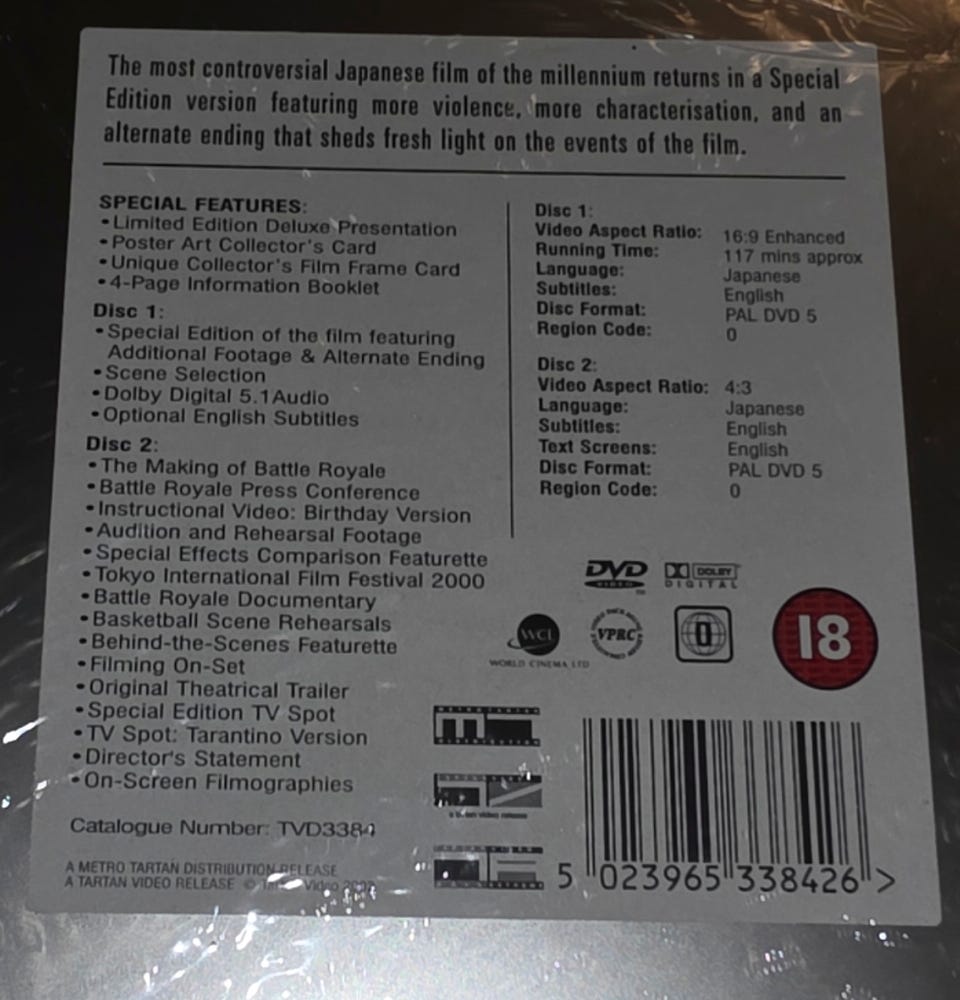 The most controversial Japanese film of the millennium returns in a Special
Edition version featuring more violence, more characterisation, and an
alternate ending that sheds fresh light on the events of the film.
SPECIAL FEATURES:
•Limited Edition Deluxe Presentation
•Poster Art Collector's Card
•Unique Collector's Film Frame Card
•4-Page Information Booklet
Disc 1:
•Special Edition of the film featuring
Additional Footage & Alternate Ending
•Scene Selection
•Dolby Digital 5.1Audio
•Optional English Subtitles
Disc 2:
•The Making of Battle Royale
•Battle Royale Press Conference
•Instructional Video: Birthday Version
•Audition and Rehearsal Footage
•Special Effects Comparison Featurette
•Tokyo International Film Festival 2000
•Battle Royale Documentary
•Basketball Scene Rehearsals
•Behind-the-Scenes Featurette
•Filming On-Set
•Original Theatrical Trailer
•Special Edition TV Spot
•TV Spot: Tarantino Version
•Director's Statement
•On-Screen Filmographies
Catalogue Number: TVD3384
A METRO TARTAN DISTRIBUTION RELEASE
A TARTAN VIDEO RELEASE © Video
Disc 1:
Video Aspect Ratio: 16:9 Enhanced
Running Time: 117 mins approx
Language: Japanese
Subtitles: English
Disc Format: PAL DVD 5
Region Code: 0
Disc 2:
Video Aspect Ratio: 4:3
Language: Japanese
Subtitles: English
Text Screens: English
Disc Format: PAL DVD 5
Region Code: 0
DVD
VIDEO
DOLBY
DIGITAL
WCL
WORLD CINEMA LTD
VPRC
0
18
METRO TARTAN
DISTRIBUTION
a tartan video release
5 023965 338426 >